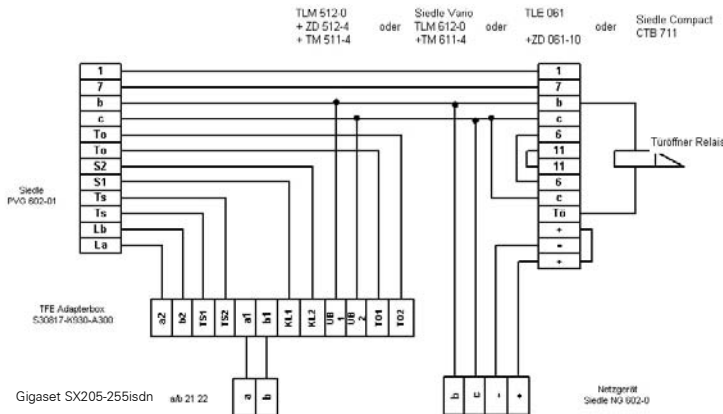 TLM 512-0
+ ZD 512-4
+ TM 511-4
oder
Siedle Vario
TLM 612-0
+TM 611-4
oder
TLE 061
+ZD 061-10
oder
Siedle Compact
CTB 711
1
7
b
c
To
To
S2
S1
Ts
Ts
Lb
La
Siedle
PVG 602-01
1
7
b
c
6
11
11
6
c
Tö
+
-
+
Türöffner Relais
TFE Adapterbox
S30817-K930-A300
a2
b2
TS1
TS2
a1
b1
KL1
KL2
UB 1
UB 2
TO1
TO2
Gigaset SX205-255isdn
a/b 21 22
a
b
b
c
-
+
Netzgerät
Siedle NG 602-0